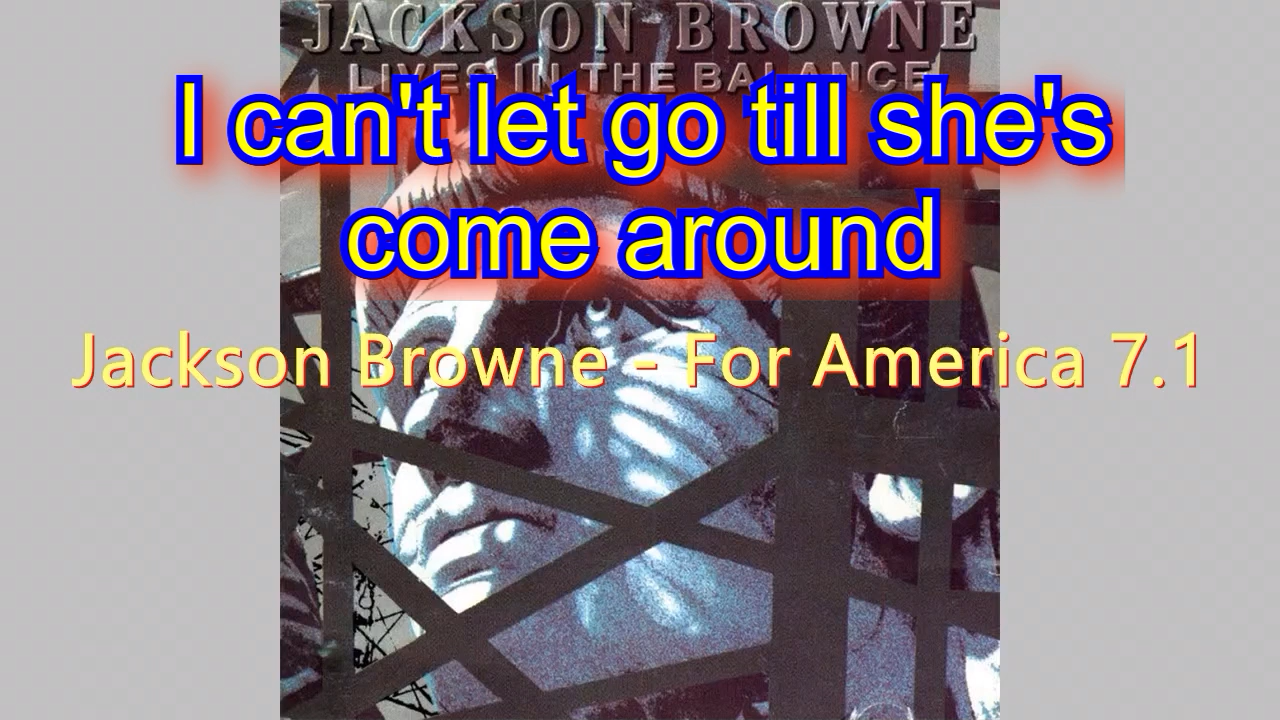 JACKSON BROWNE
LIVES IN THE BALANCE
I can't let go till she's
come around
Jackson Browne - For America 7.1